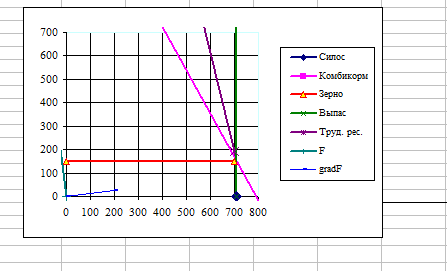 700
600
500
400
300
200
100
0
0 100 200 300 400 500 600 700 800
Силос
Комбикорм
Зерно
Выпас
Труд. рес.
F
gradF